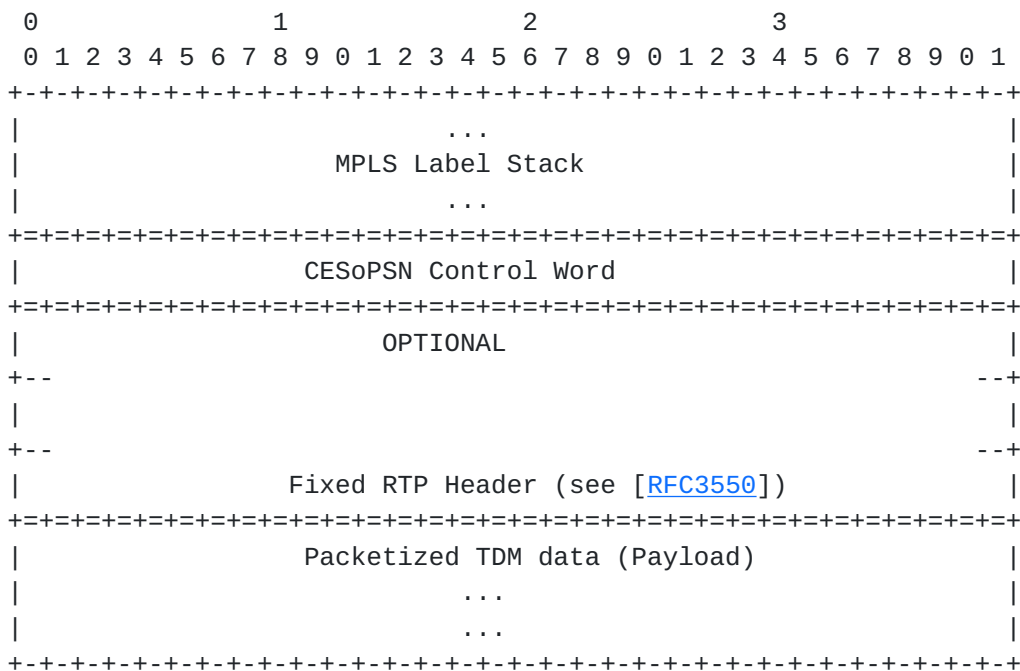 0                   1                   2                   3
 0 1 2 3 4 5 6 7 8 9 0 1 2 3 4 5 6 7 8 9 0 1 2 3 4 5 6 7 8 9 0 1
+-+-+-+-+-+-+-+-+-+-+-+-+-+-+-+-+-+-+-+-+-+-+-+-+-+-+-+-+-+-+-+-+
|                           ...                                 |
|                    MPLS Label Stack                           |
|                           ...                                 |
+=+=+=+=+=+=+=+=+=+=+=+=+=+=+=+=+=+=+=+=+=+=+=+=+=+=+=+=+=+=+=+=+
|                  CESoPSN Control Word                         |
+=+=+=+=+=+=+=+=+=+=+=+=+=+=+=+=+=+=+=+=+=+=+=+=+=+=+=+=+=+=+=+=+
|                       OPTIONAL                                |
+--                                                           --+
|                                                               |
+--                                                           --+
|                 Fixed RTP Header (see [RFC3550])              |
+=+=+=+=+=+=+=+=+=+=+=+=+=+=+=+=+=+=+=+=+=+=+=+=+=+=+=+=+=+=+=+=+
|                  Packetized TDM data (Payload)                |
|                            ...                                |
|                            ...                                |
+-+-+-+-+-+-+-+-+-+-+-+-+-+-+-+-+-+-+-+-+-+-+-+-+-+-+-+-+-+-+-+-+